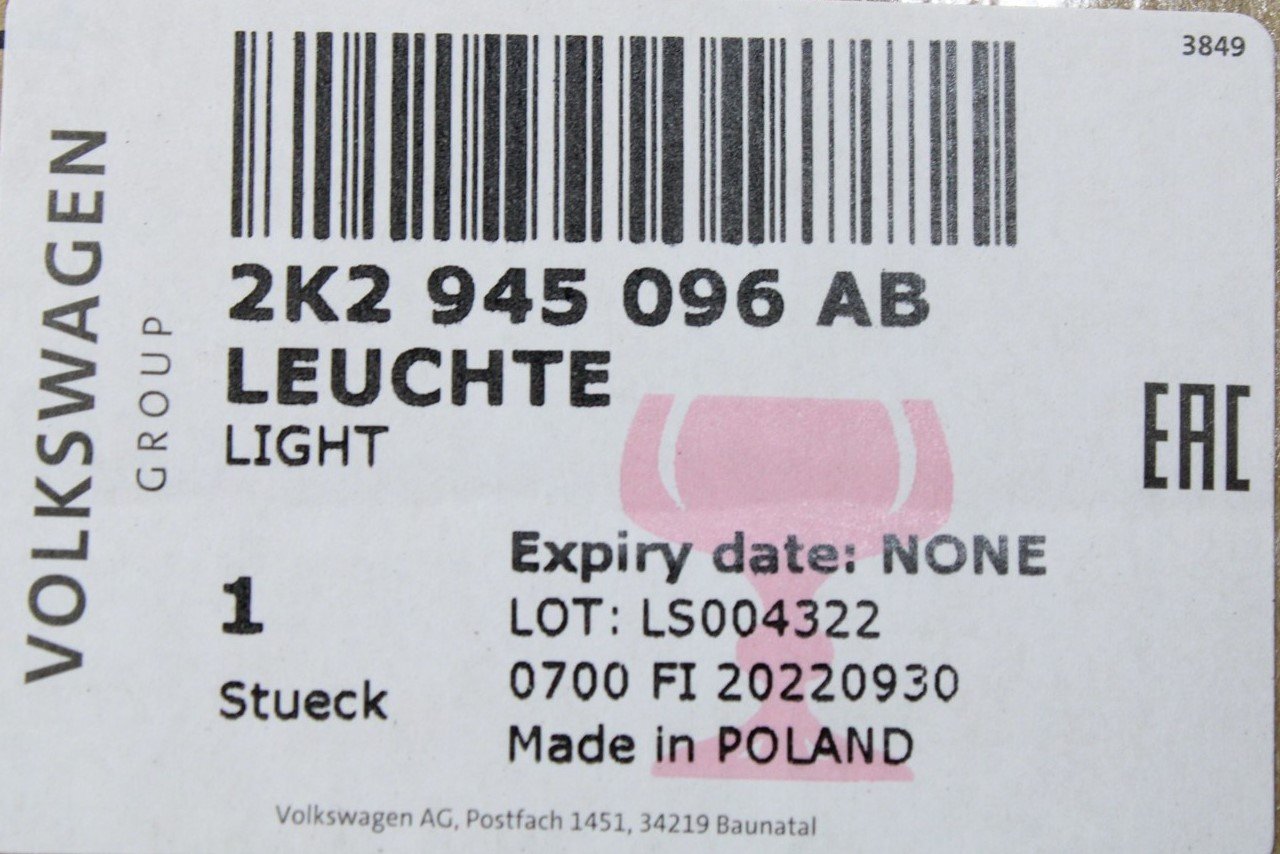 3849
VOLKSWAGEN
GROUP
2K2 945 096 AB
LEUCHTE
LIGHT
EAC
1
Stueck
Expiry date: NONE
LOT: LS004322
0700 FI 20220930
Made in POLAND
Volkswagen AG, Postfach 1451, 34219 Baunatal